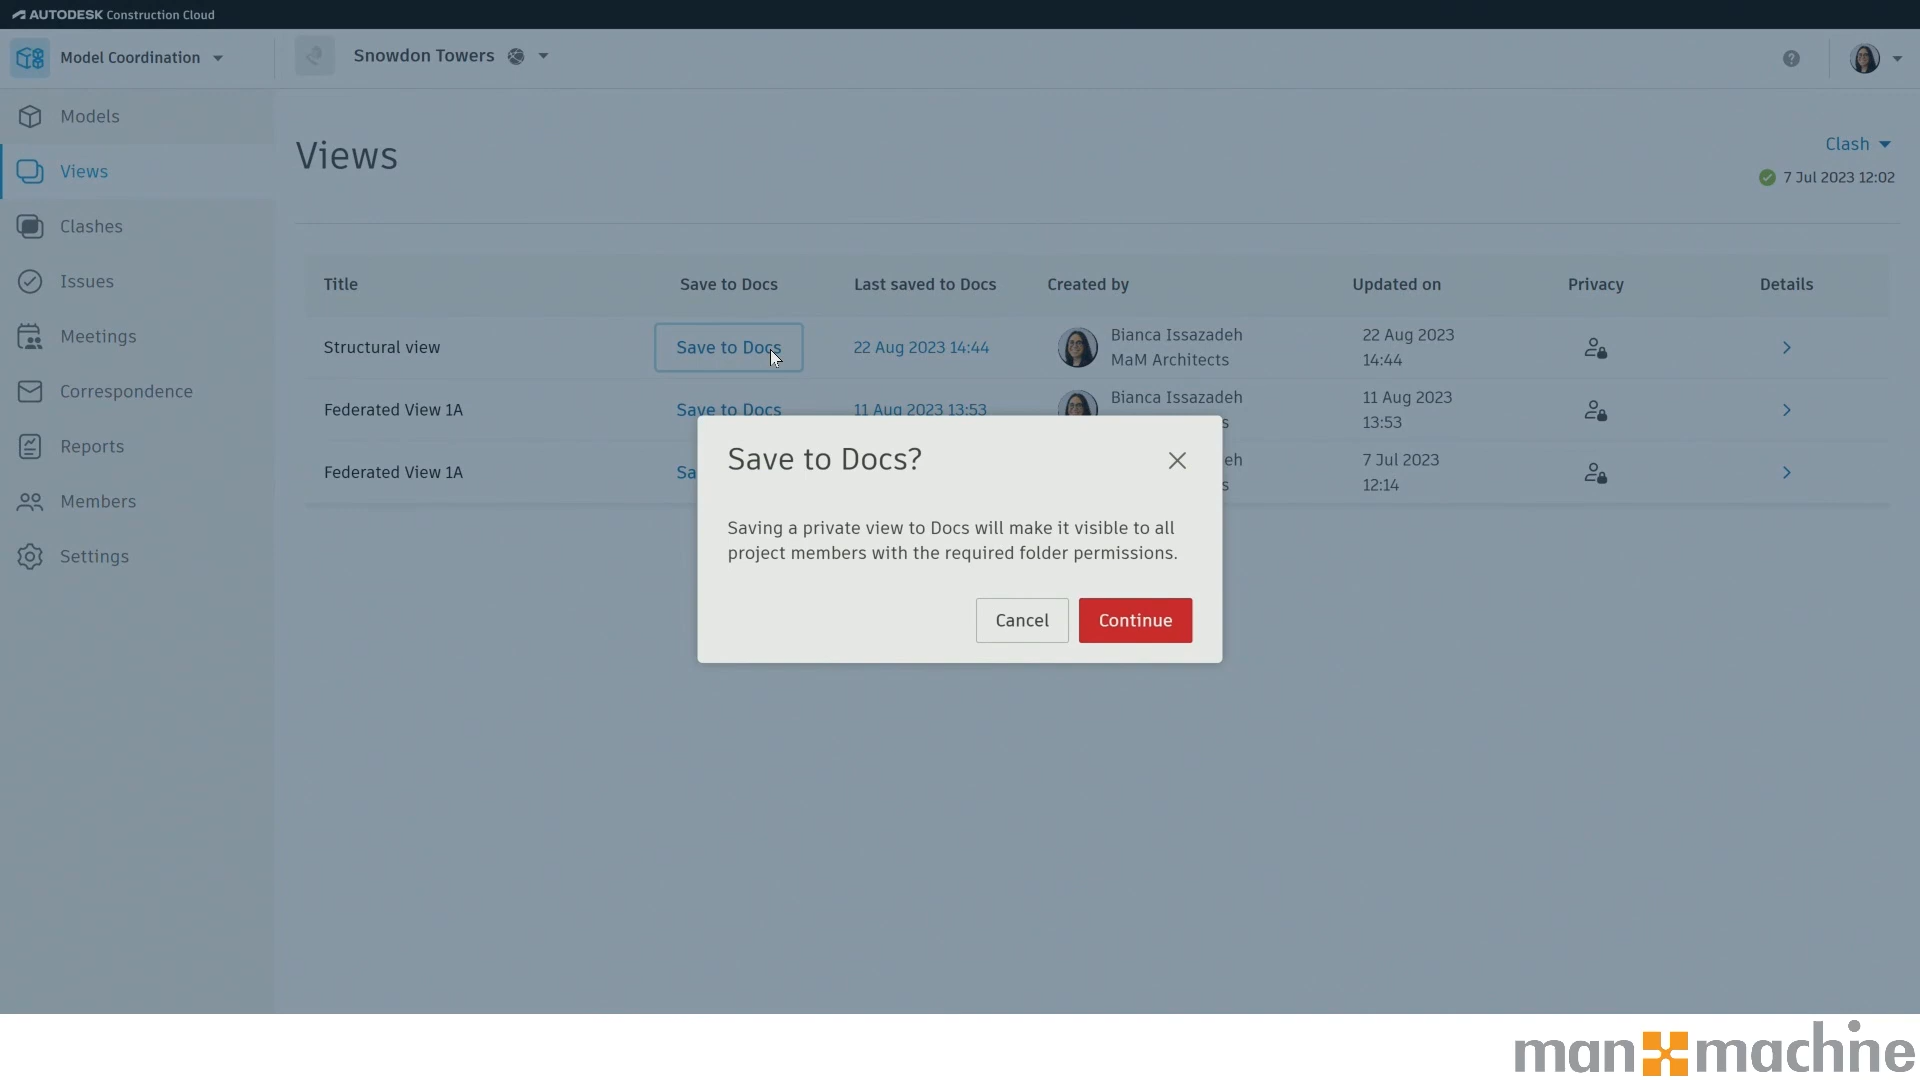 AUTODESK Construction Cloud
Model Coordination
Snowdon Towers
Models
Views
Clashes
Issues
Meetings
Correspondence
Reports
Members
Settings
Views
Clash
7 Jul 2023 12:02
Title Save to Docs Last saved to Docs Created by Updated on Privacy Details
Structural view Save to Docs 22 Aug 2023 14:44 Bianca Issazadeh 22 Aug 2023
MaM Architects 14:44
Federated View 1A Save to Docs 11 Aug 2023 13:53 Bianca Issazadeh 11 Aug 2023
s 13:53
Federated View 1A Sa eh 7 Jul 2023
s 12:14
Save to Docs?
Saving a private view to Docs will make it visible to all
project members with the required folder permissions.
Cancel Continue
man machine